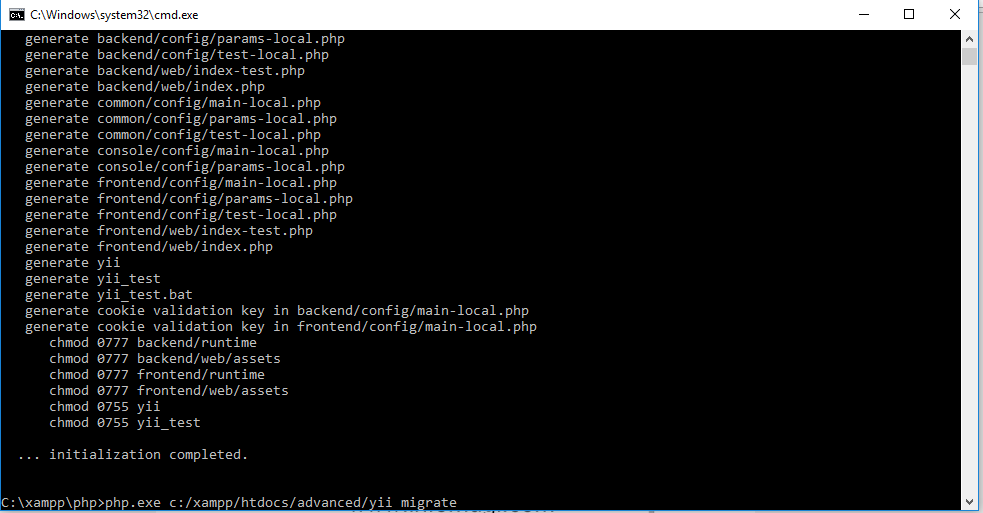 C:\Windows\system32\cmd.exe
generate backend/config/params-local.php
generate backend/config/test-local.php
generate backend/web/index-test.php
generate backend/web/index.php
generate common/config/main-local.php
generate common/config/params-local.php
generate common/config/test-local.php
generate console/config/main-local.php
generate console/config/params-local.php
generate frontend/config/main-local.php
generate frontend/config/params-local.php
generate frontend/config/test-local.php
generate frontend/web/index-test.php
generate frontend/web/index.php
generate yii
generate yii_test
generate yii_test.bat
generate cookie validation key in backend/config/main-local.php
generate cookie validation key in frontend/config/main-local.php
chmod 0777 backend/runtime
chmod 0777 backend/web/assets
chmod 0777 frontend/runtime
chmod 0777 frontend/web/assets
chmod 0755 yii
chmod 0755 yii_test
... initialization completed.
C:\xampp\php>php.exe c:/xampp/htdocs/advanced/yii migrate